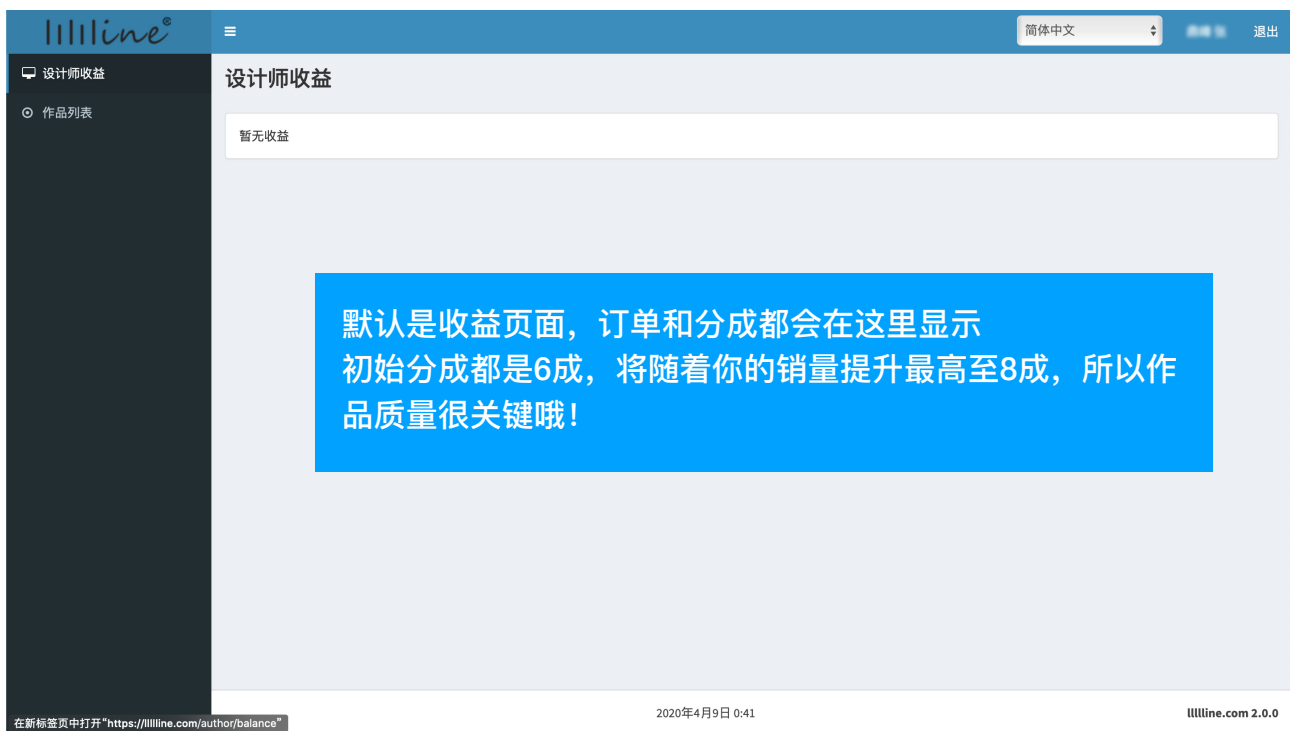 lılıline©
简体中文
退出
设计师收益
设计师收益
作品列表
暂无收益
默认是收益页面，订单和分成都会在这里显示
初始分成都是6成，将随着你的销量提升最高至8成，所以作
品质量很关键哦！
在新标签页中打开“https://llllline.com/author/balance”
2020年4月9日 0:41
llllline.com 2.0.0